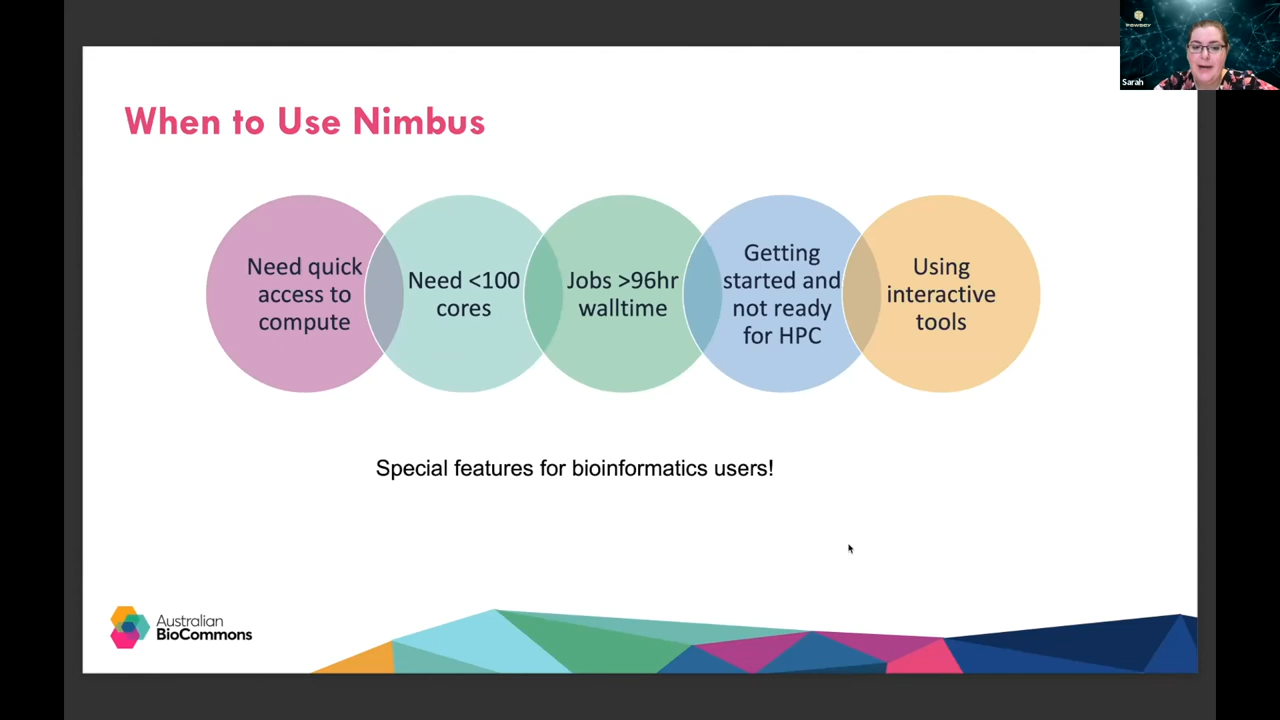 When to Use Nimbus
Need quick
access to
compute
Need <100
cores
Jobs >96hr
walltime
Getting
started and
not ready
for HPC
Using
interactive
tools
Special features for bioinformatics users!
Australian
BioCommons
PAWSEY
Sarah